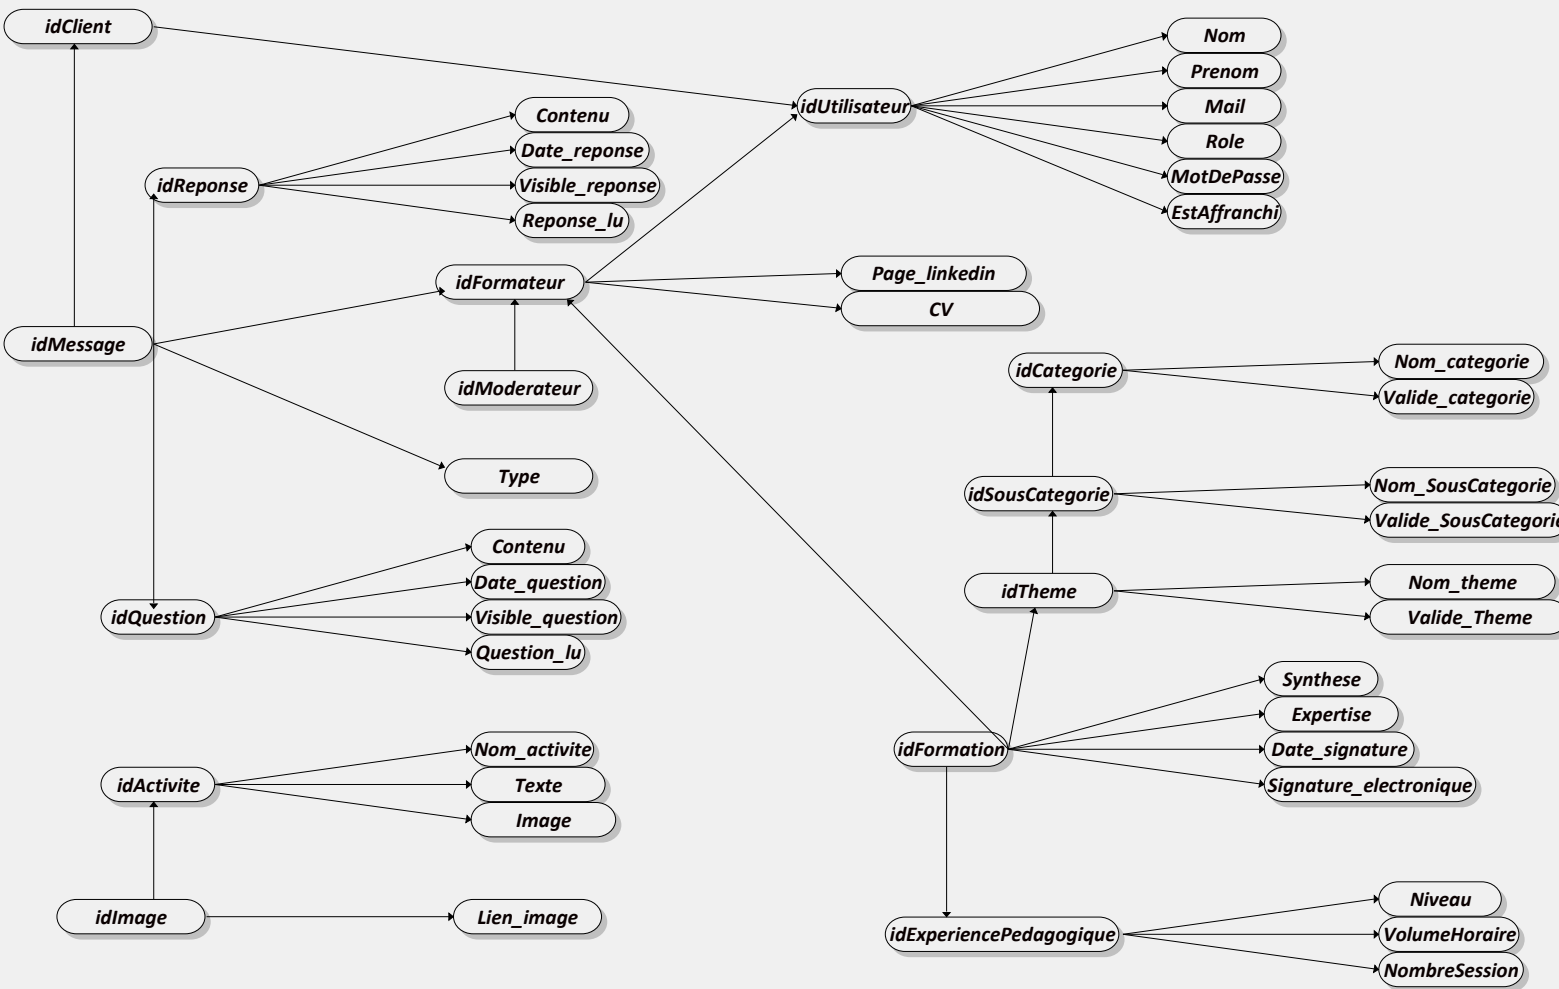 idClient
Nom
Prenom
idUtilisateur
Mail
Contenu
Role
Date_reponse
idReponse
Visible_reponse
MotDePasse
Reponse_lu
EstAffranchi
idFormateur
Page_linkedin
CV
idMessage
idModerateur
idCategorie
Nom_categorie
Valide_categorie
Type
idSousCategorie
Nom_SousCategorie
Valide_SousCategorie
Contenu
Date_question
idQuestion
Visible_question
Question_lu
idTheme
Nom_theme
Valide_Theme
Synthese
Expertise
idFormation
Date_signature
Signature_electronique
Nom_activite
idActivite
Texte
Image
idImage
Lien_image
idExperiencePedagogique
Niveau
VolumeHoraire
NombreSession